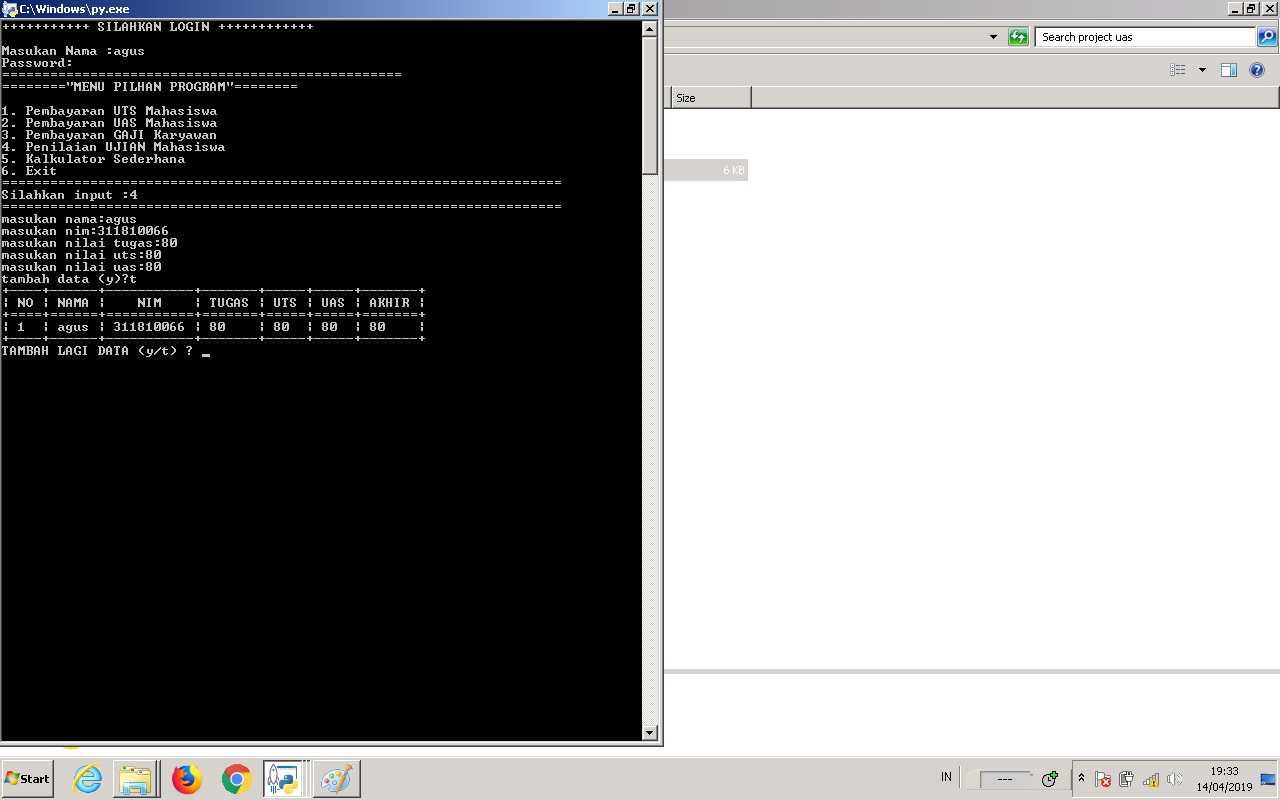 C:\Windows\py.exe
+++++++++++ SILAHKAN LOGIN ++++++++++++
Masukan Nama :agus
Password:
==================================================
========"MENU PILHAN PROGRAM"========
1. Pembayaran UTS Mahasiswa
2. Pembayaran UAS Mahasiswa
3. Pembayaran GAJI Karyawan
4. Penilaian UJIAN Mahasiswa
5. Kalkulator Sederhana
6. Exit
======================================================================
Silahkan input :4
======================================================================
masukan nama:agus
masukan nim:311810066
masukan nilai tugas:80
masukan nilai uts:80
masukan nilai uas:80
tambah data (y)?t
+----+------+-----------+-------+-----+-----+-------+
¦ NO ¦ NAMA ¦    NIM    ¦ TUGAS ¦ UTS ¦ UAS ¦ AKHIR ¦
+====+======+===========+=======+=====+=====+=======+
¦ 1  ¦ agus ¦ 311810066 ¦ 80    ¦ 80  ¦ 80  ¦ 80    ¦
+----+------+-----------+-------+-----+-----+-------+
TAMBAH LAGI DATA (y/t) ? _
Search project uas
Size
6 KB
Start
IN
---
19:33
14/04/2019